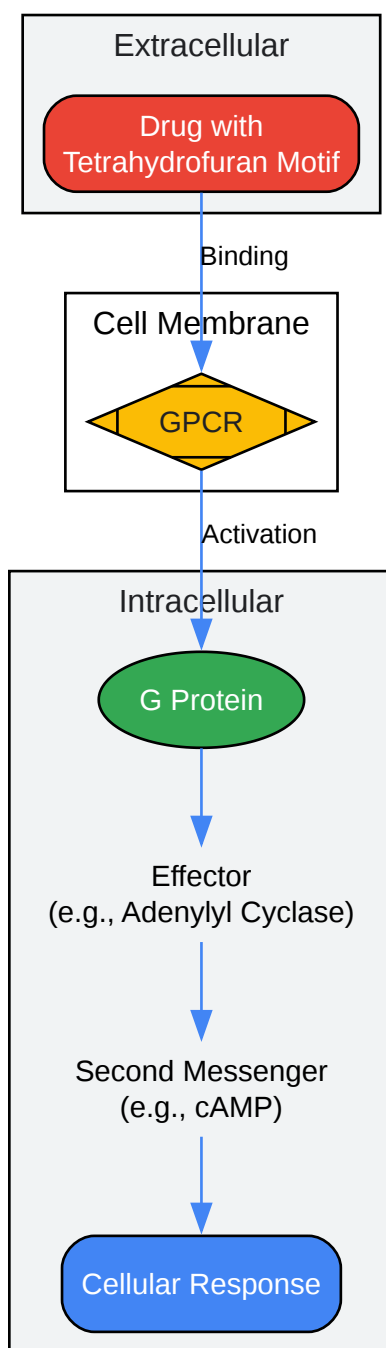 Extracellular
Drug with
Tetrahydrofuran Motif
Binding
Cell Membrane
GPCR
Activation
Intracellular
G Protein
Effector
(e.g., Adenylyl Cyclase)
Second Messenger
(e.g., cAMP)
Cellular Response